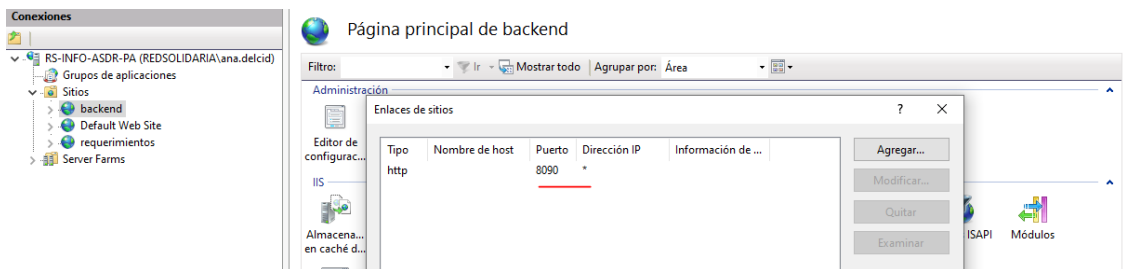 Conexiones
RS-INFO-ASDR-PA (REDSOLIDARIA\ana.delcid)
Grupos de aplicaciones
Sitios
backend
Default Web Site
requerimientos
Server Farms
Página principal de backend
Filtro: Ir Mostrar todo Agrupar por: Área
Administración
Editor de
configurac...
IIS
Almacena...
en caché d...
Enlaces de sitios ? X
Tipo Nombre de host Puerto Dirección IP Información de ...
http 8090 *
Agregar...
Modificar...
Quitar
Examinar
ISAPI Módulos